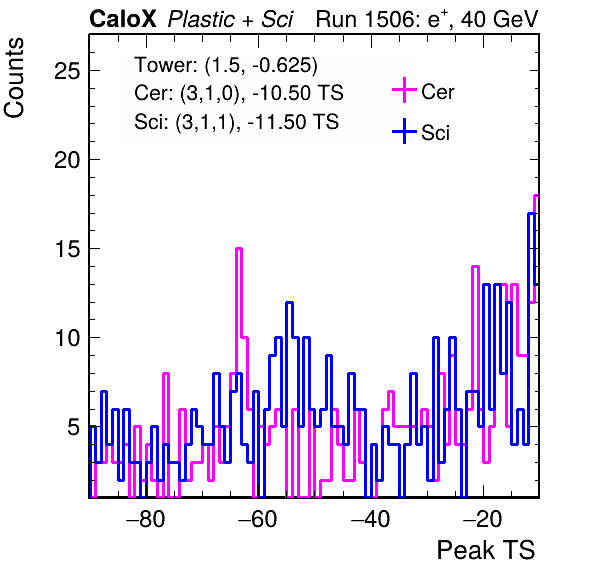 CaloX Plastic + Sci Run 1506: e+, 40 GeV
Counts
Tower: (1.5, -0.625)
Cer: (3,1,0), -10.50 TS
Sci: (3,1,1), -11.50 TS
Cer
Sci
25
20
15
10
5
−80 −60 −40 −20
Peak TS